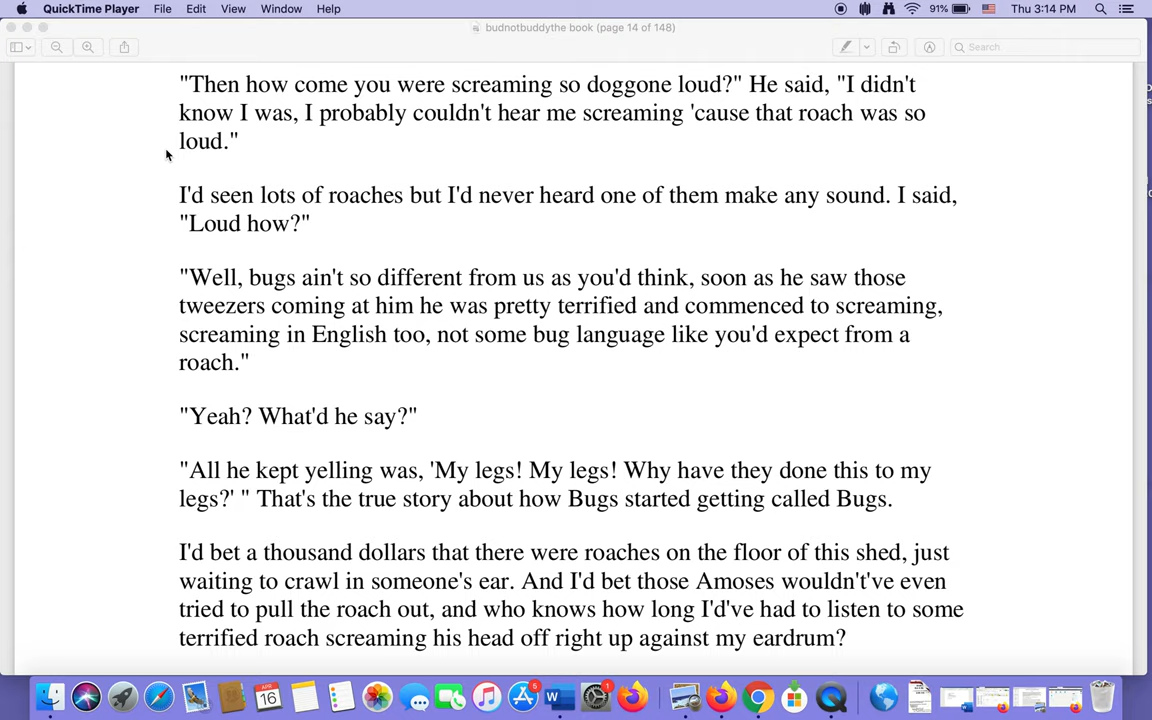 QuickTime Player File Edit View Window Help 91% Thu 3:14 PM
budnotbuddythe book (page 14 of 148)
Search
"Then how come you were screaming so doggone loud?" He said, "I didn't
know I was, I probably couldn't hear me screaming 'cause that roach was so
loud."
I'd seen lots of roaches but I'd never heard one of them make any sound. I said,
"Loud how?"
"Well, bugs ain't so different from us as you'd think, soon as he saw those
tweezers coming at him he was pretty terrified and commenced to screaming,
screaming in English too, not some bug language like you'd expect from a
roach."
"Yeah? What'd he say?"
"All he kept yelling was, 'My legs! My legs! Why have they done this to my
legs?' " That's the true story about how Bugs started getting called Bugs.
I'd bet a thousand dollars that there were roaches on the floor of this shed, just
waiting to crawl in someone's ear. And I'd bet those Amoses wouldn't've even
tried to pull the roach out, and who knows how long I'd've had to listen to some
terrified roach screaming his head off right up against my eardrum?
APR
16
5
W
1